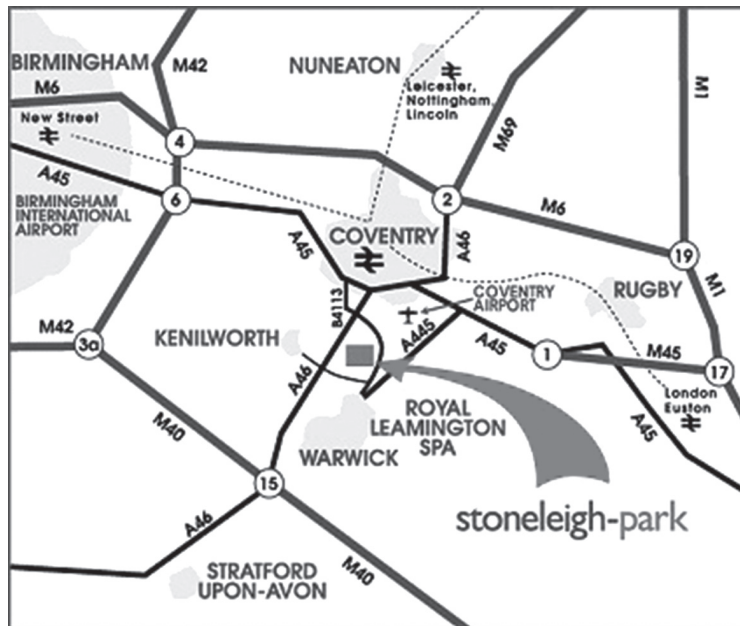 BIRMINGHAM
M42
NUNEATON
M6
Leicester,
Nottingham,
Lincoln
M1
New Street
4
M69
A45
6
2
BIRMINGHAM
INTERNATIONAL
AIRPORT
M6
A45
COVENTRY
A46
19
M1
COVENTRY
AIRPORT
RUGBY
B4113
M42
3a
KENILWORTH
A445
A45
1
M45
17
A46
London
Euston
M40
ROYAL
LEAMINGTON
SPA
A45
WARWICK
15
stoneleigh-park
A46
M40
STRATFORD
UPON-AVON